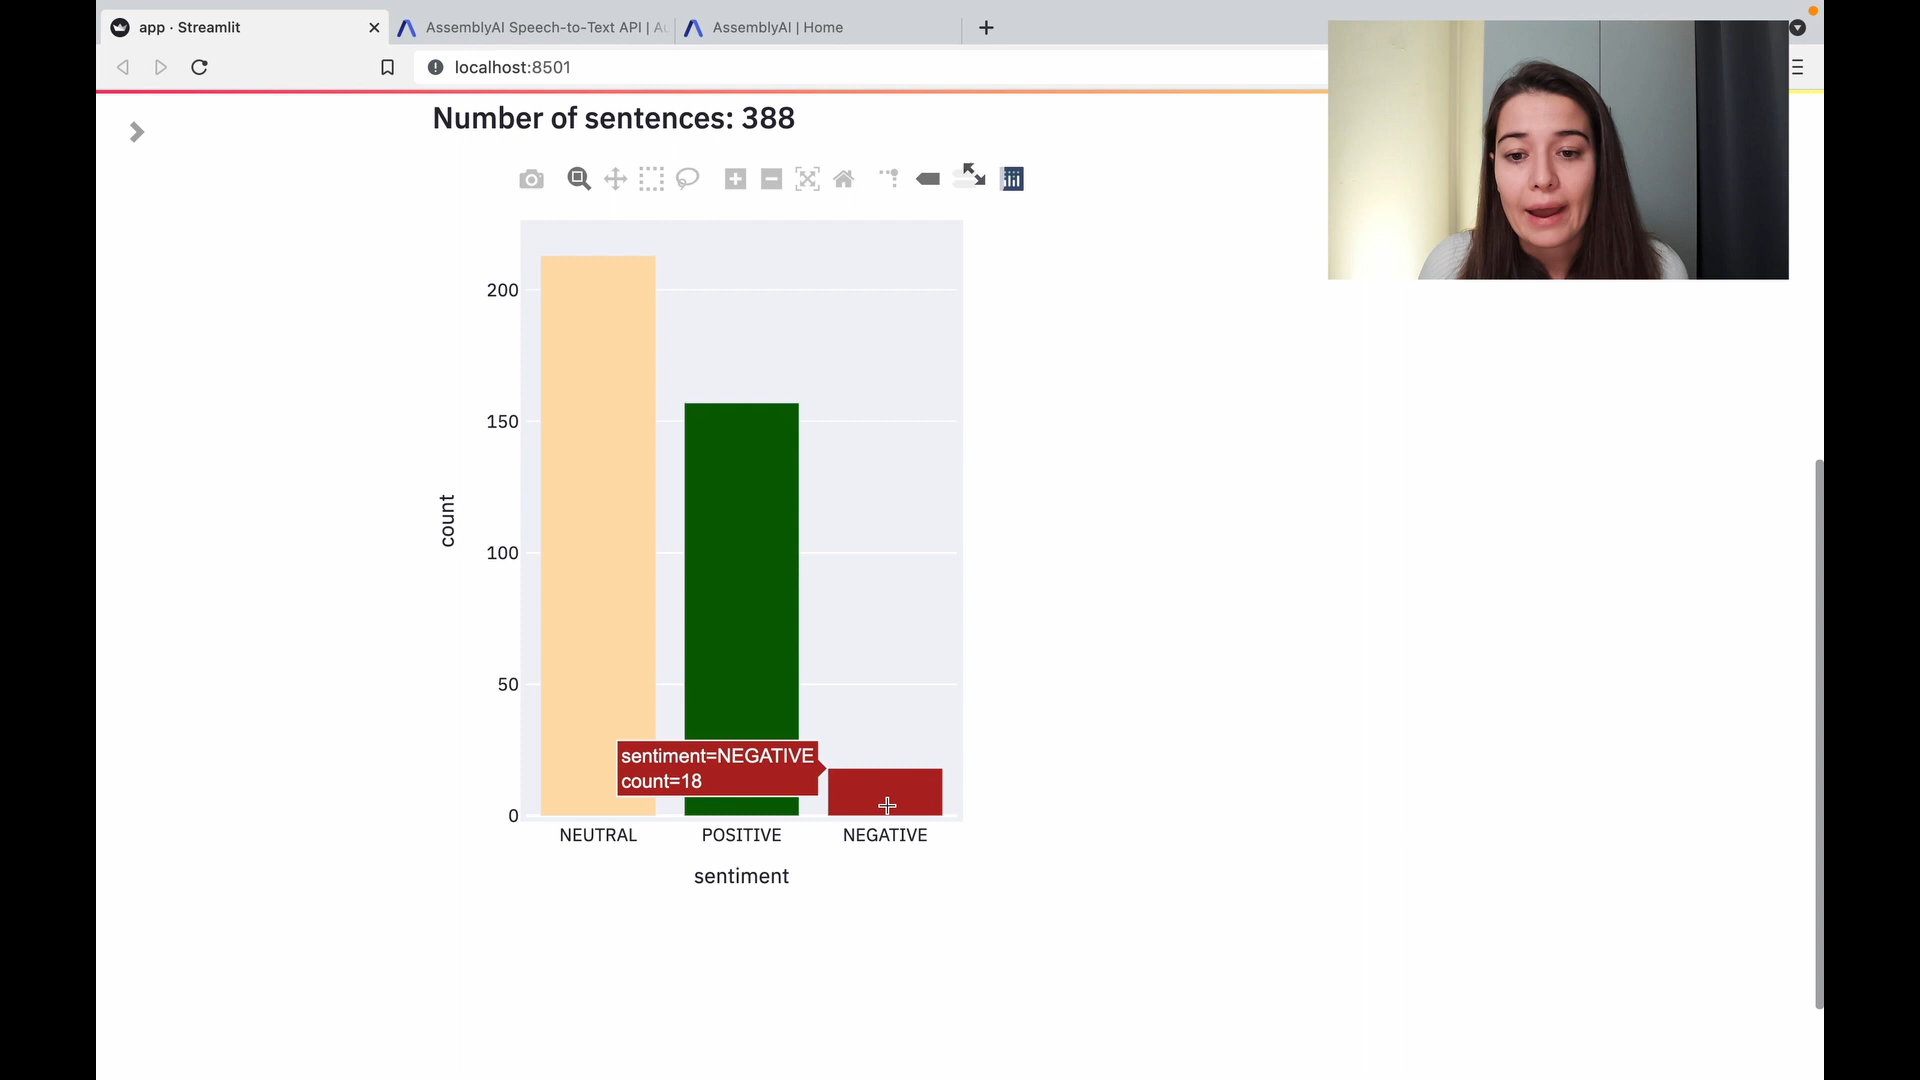 app · Streamlit
AssemblyAI Speech-to-Text API | Au
AssemblyAI | Home
localhost:8501
Number of sentences: 388
200
150
100
50
0
count
sentiment=NEGATIVE
count=18
NEUTRAL
POSITIVE
NEGATIVE
sentiment